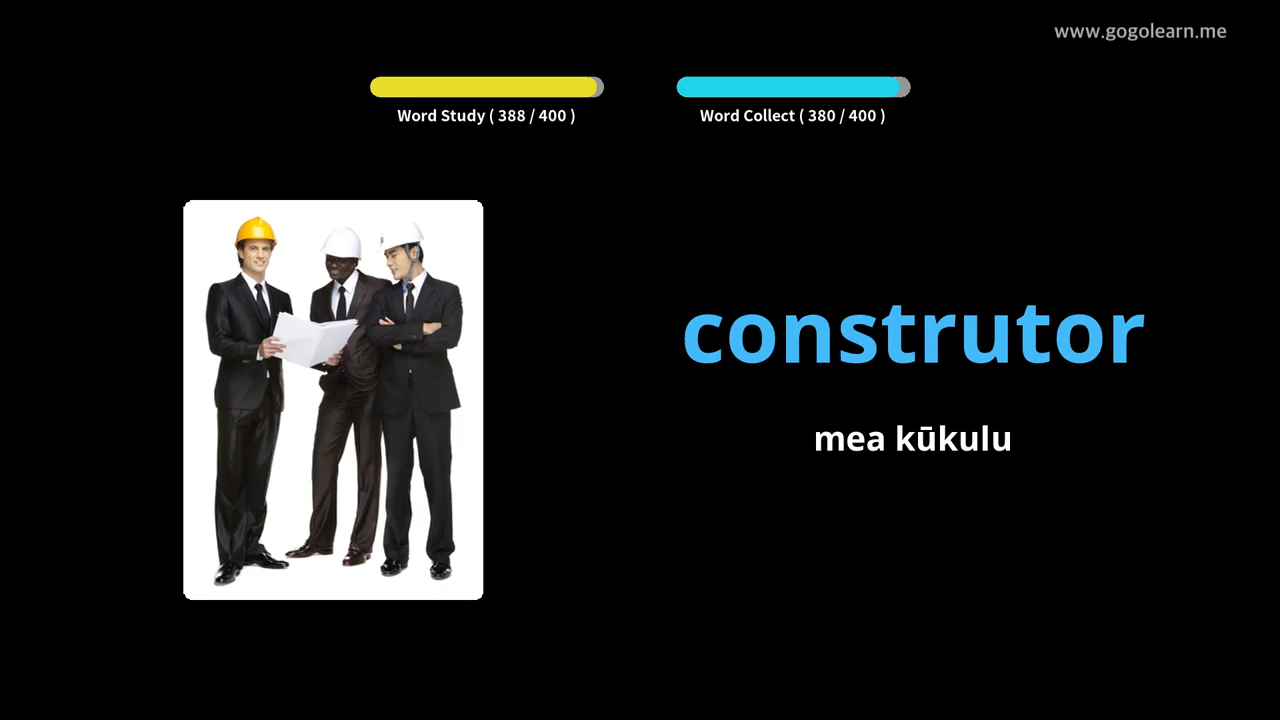 www.gogolearn.me
Word Study ( 388 / 400 )
Word Collect ( 380 / 400 )
construtor
mea kūkulu